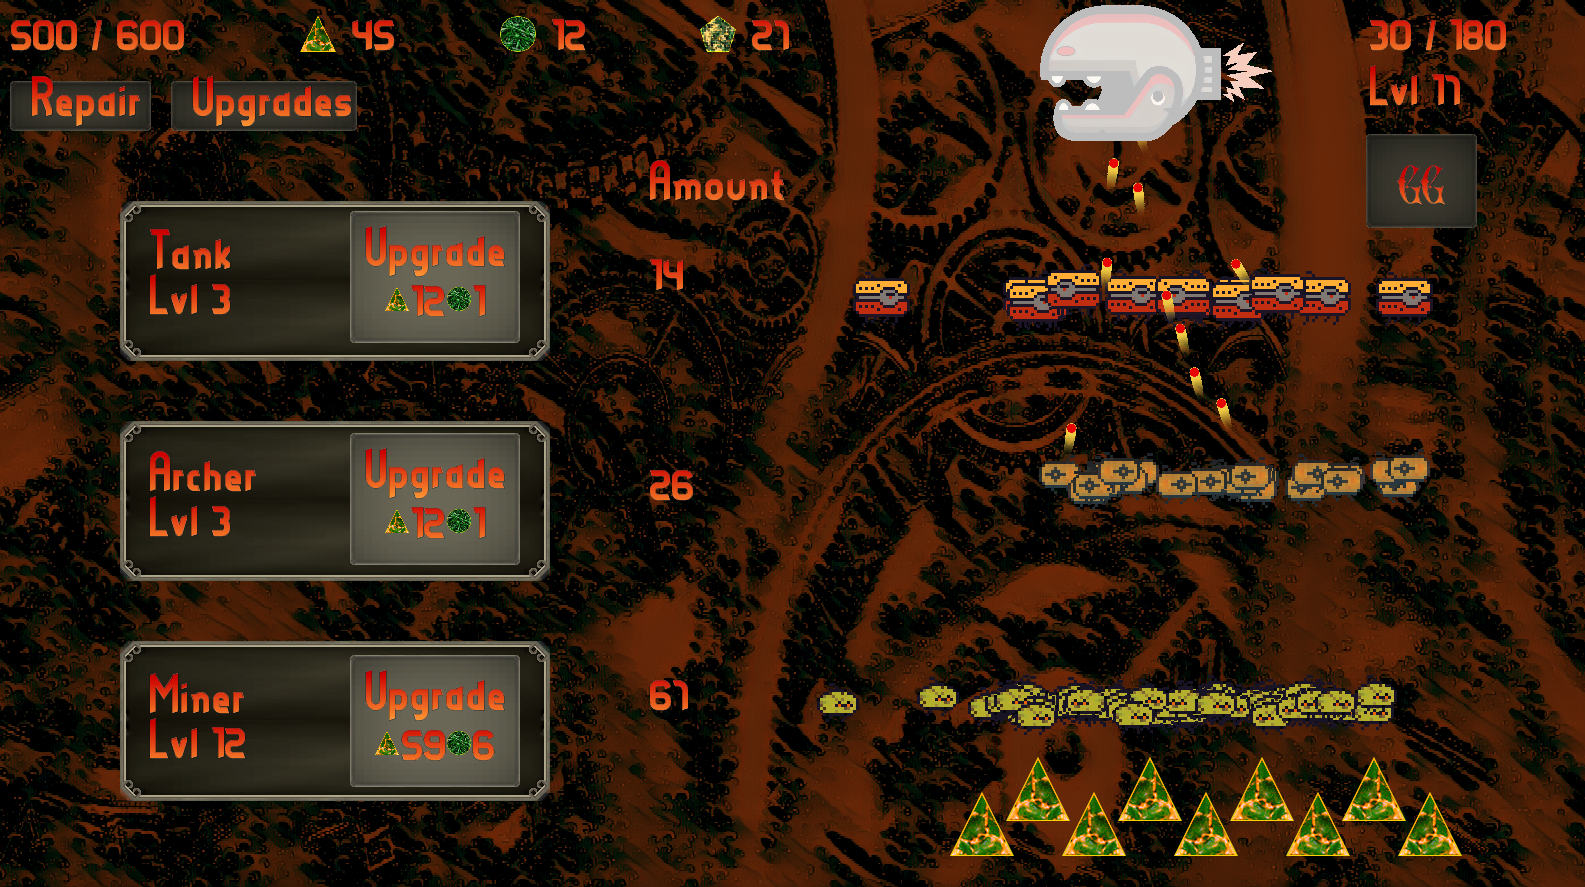 500 / 600
45
12
27
30 / 180
Repair
Upgrades
Lvl 11
GG
Amount
Tank
Lvl 3
Upgrade
12 1
14
Archer
Lvl 3
Upgrade
12 1
26
Miner
Lvl 12
Upgrade
59 6
61